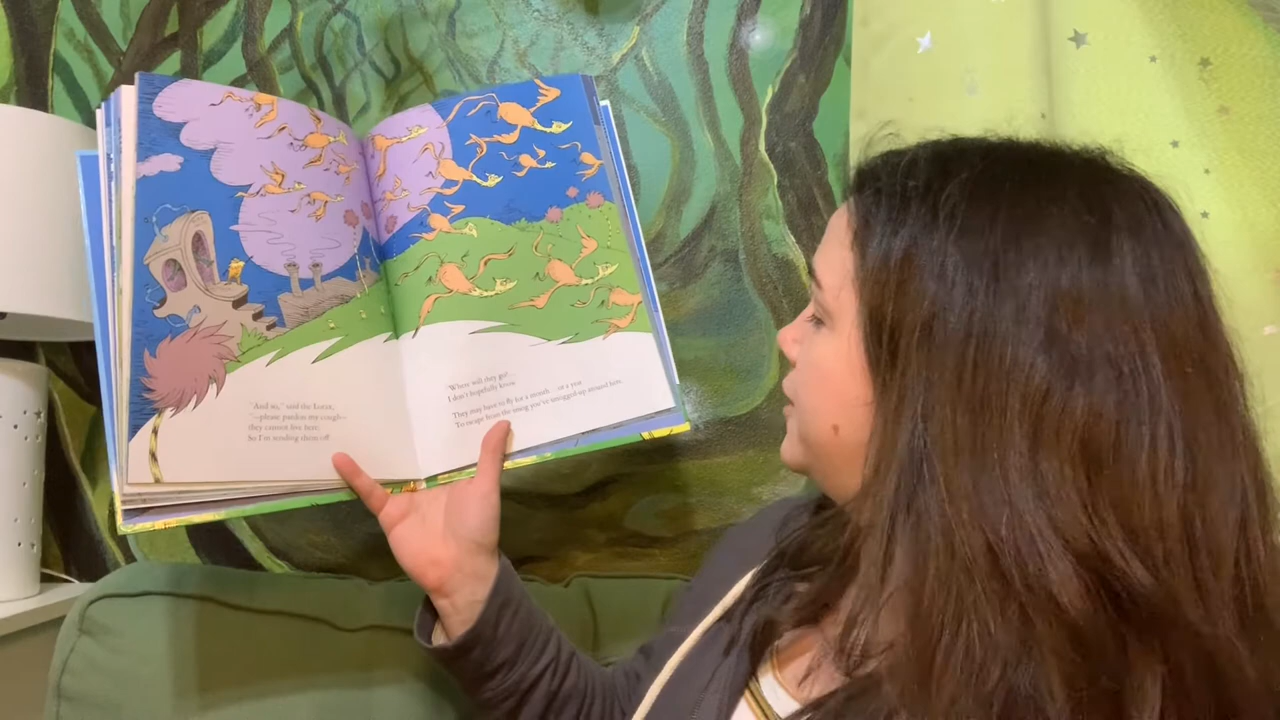 "And so," said the Lorax,
"—please pardon my cough—
they cannot live here.
So I'm sending them off.
"Where will they go?...
I don't hopefully know.
They may have to fly for a month... or a year...
To escape from the smog you've smogged-up around here.